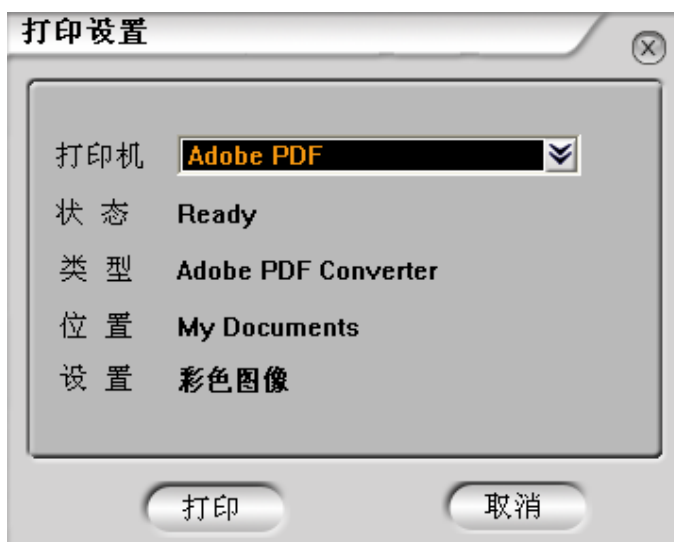 打印设置
打印机 Adobe PDF
状 态 Ready
类 型 Adobe PDF Converter
位 置 My Documents
设 置 彩色图像
打印 取消